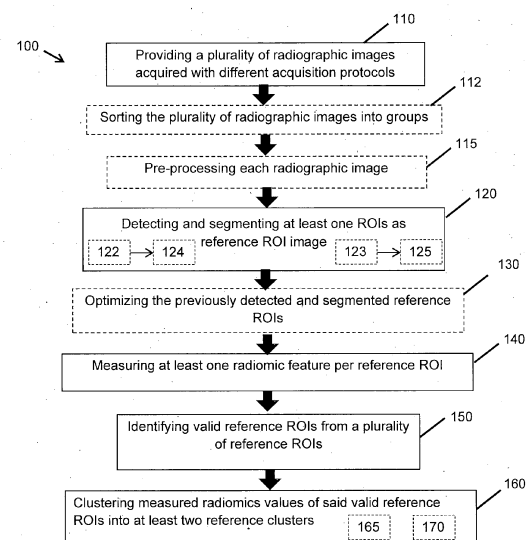 100
110
Providing a plurality of radiographic images
acquired with different acquisition protocols
112
Sorting the plurality of radiographic images into groups
115
Pre-processing each radiographic image
120
Detecting and segmenting at least one ROIs as
reference ROI image
122
124
123
125
130
Optimizing the previously detected and segmented reference
ROIs
140
Measuring at least one radiomic feature per reference ROI
150
Identifying valid reference ROIs from a plurality
of reference ROIs
160
Clustering measured radiomics values of said valid reference
ROIs into at least two reference clusters
165
170